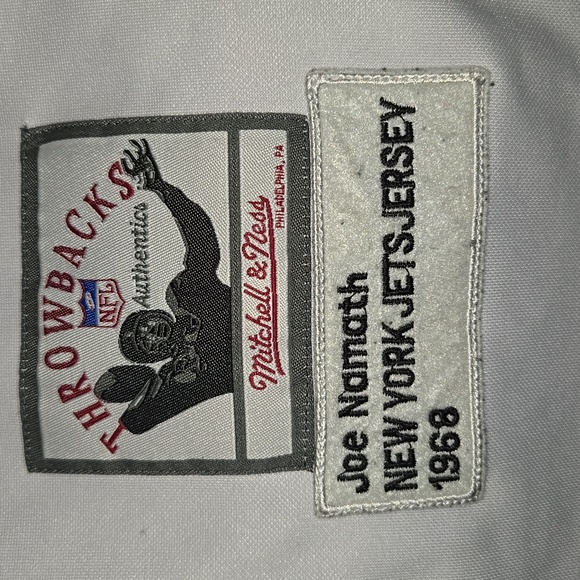 THROWBACKS
NFL
Authentics
Mitchell & Ness
PHILADELPHIA, PA
Joe Namath
NEW YORK JETS JERSEY
1968